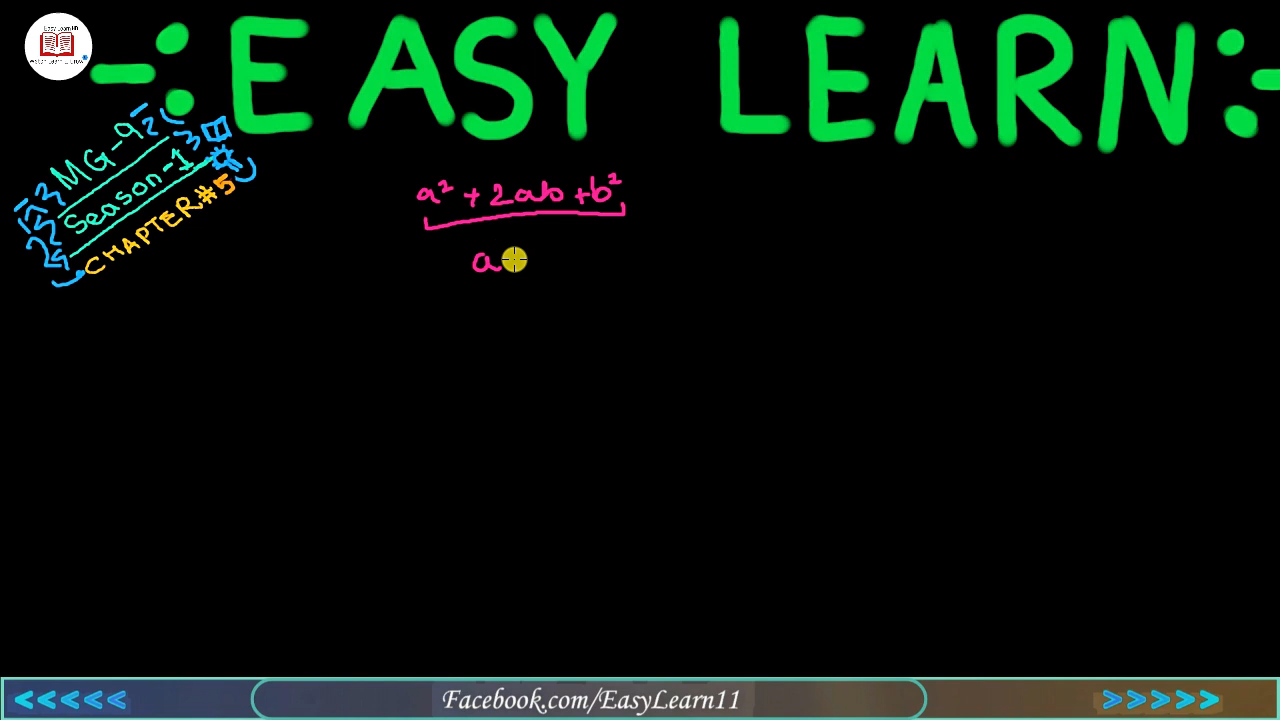 EASY LEARN
MG-9
Season-1
CHAPTER#5
a² + 2ab + b²
a
Facebook.com/EasyLearn11